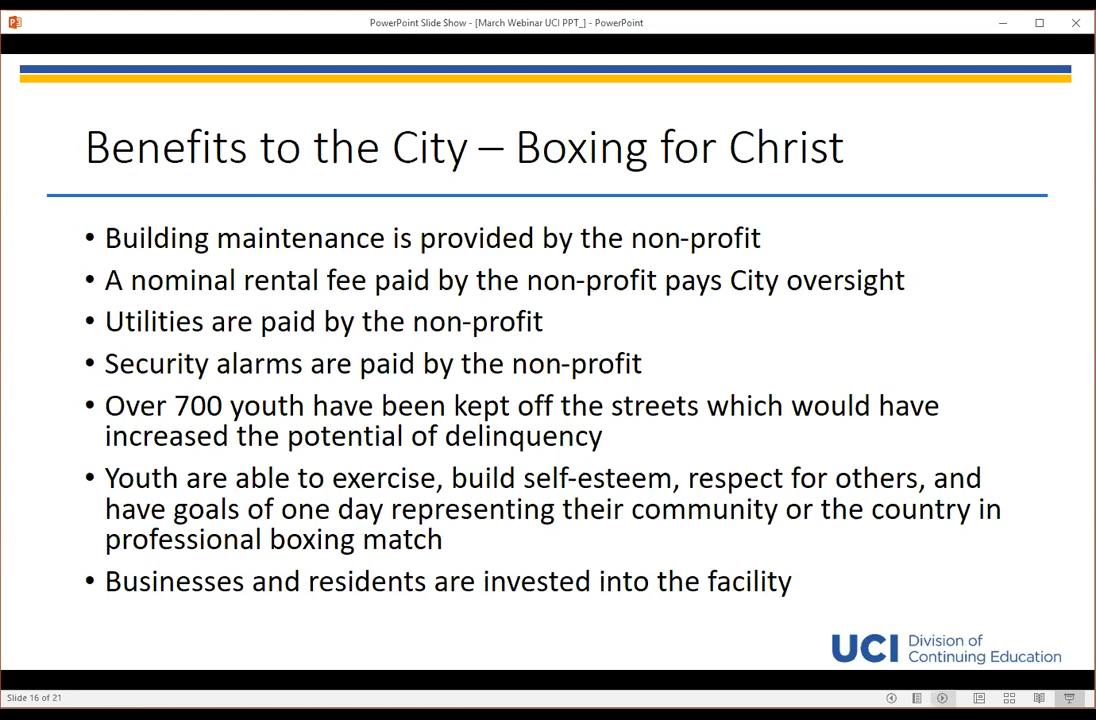 PowerPoint Slide Show - [March Webinar UCI PPT_] - PowerPoint
Benefits to the City – Boxing for Christ
• Building maintenance is provided by the non-profit
• A nominal rental fee paid by the non-profit pays City oversight
• Utilities are paid by the non-profit
• Security alarms are paid by the non-profit
• Over 700 youth have been kept off the streets which would have
increased the potential of delinquency
• Youth are able to exercise, build self-esteem, respect for others, and
have goals of one day representing their community or the country in
professional boxing match
• Businesses and residents are invested into the facility
UCI Division of
Continuing Education
Slide 16 of 21